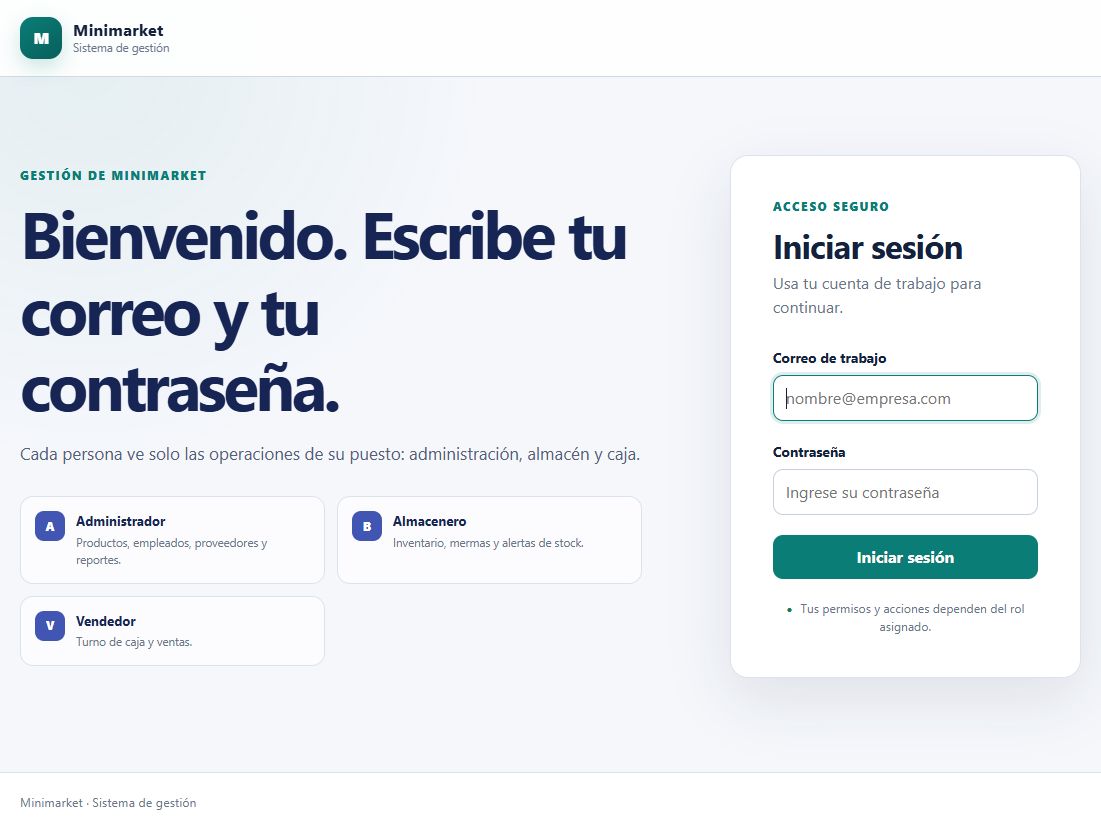 M
Minimarket
Sistema de gestión
GESTIÓN DE MINIMARKET
Bienvenido. Escribe tu
correo y tu
contraseña.
Cada persona ve solo las operaciones de su puesto: administración, almacén y caja.
A
Administrador
Productos, empleados, proveedores y
reportes.
B
Almacenero
Inventario, mermas y alertas de stock.
V
Vendedor
Turno de caja y ventas.
ACCESO SEGURO
Iniciar sesión
Usa tu cuenta de trabajo para
continuar.
Correo de trabajo
nombre@empresa.com
Contraseña
Ingrese su contraseña
Iniciar sesión
• Tus permisos y acciones dependen del rol
asignado.
Minimarket · Sistema de gestión